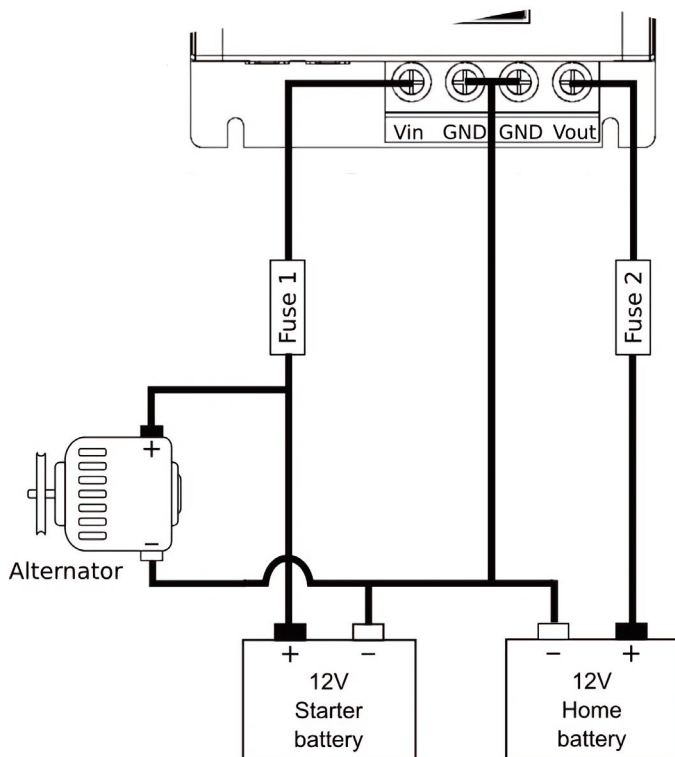 Vin GND GND Vout
Fuse 1
Fuse 2
+
−
Alternator
+ −
− +
12V
Starter
battery
12V
Home
battery